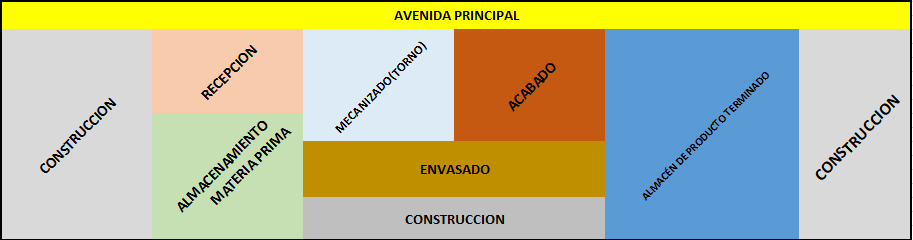 AVENIDA PRINCIPAL
CONSTRUCCION
RECEPCION
ALMACENAMIENTO
MATERIA PRIMA
MECANIZADO(TORNO)
ACABADO
ENVASADO
CONSTRUCCION
ALMACÉN DE PRODUCTO TERMINADO
CONSTRUCCION